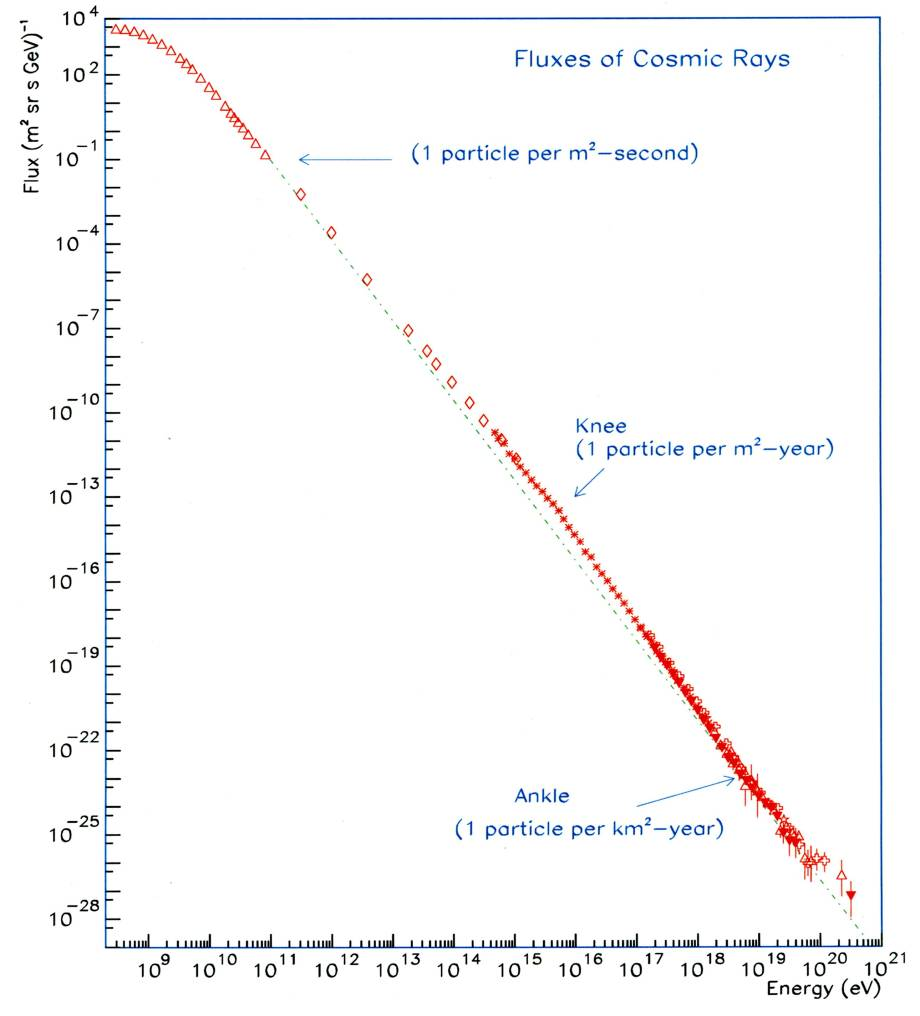 Fluxes of Cosmic Rays
Flux (m² sr s GeV)⁻¹
10⁴
10²
10⁻¹
10⁻⁴
10⁻⁷
10⁻¹⁰
10⁻¹³
10⁻¹⁶
10⁻¹⁹
10⁻²²
10⁻²⁵
10⁻²⁸
(1 particle per m²−second)
Knee
(1 particle per m²−year)
Ankle
(1 particle per km²−year)
10⁹ 10¹⁰ 10¹¹ 10¹² 10¹³ 10¹⁴ 10¹⁵ 10¹⁶ 10¹⁷ 10¹⁸ 10¹⁹ 10²⁰ 10²¹
Energy (eV)